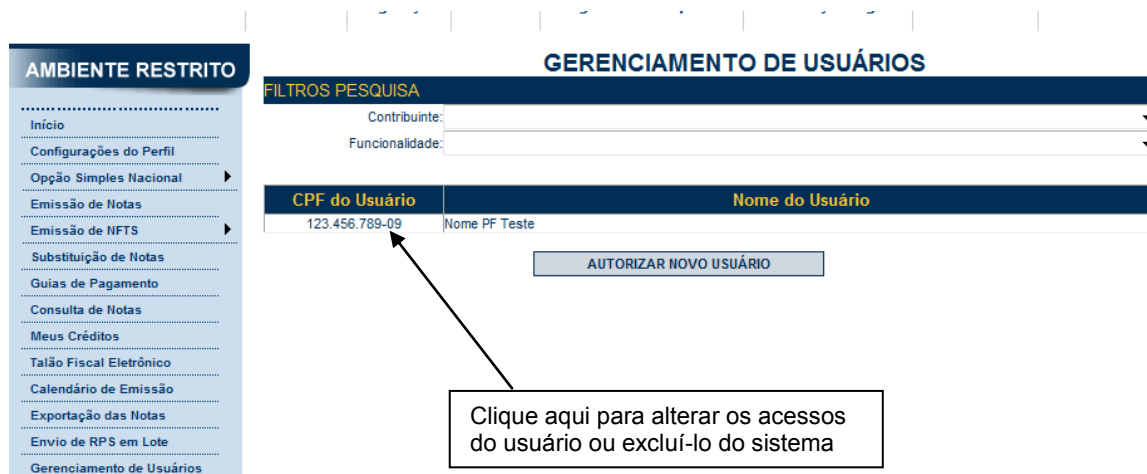 AMBIENTE RESTRITO
Início
Configurações do Perfil
Opção Simples Nacional
Emissão de Notas
Emissão de NFTS
Substituição de Notas
Guias de Pagamento
Consulta de Notas
Meus Créditos
Talão Fiscal Eletrônico
Calendário de Emissão
Exportação das Notas
Envio de RPS em Lote
Gerenciamento de Usuários
GERENCIAMENTO DE USUÁRIOS
FILTROS PESQUISA
Contribuinte:
Funcionalidade:
CPF do Usuário Nome do Usuário
123.456.789-09 Nome PF Teste
AUTORIZAR NOVO USUÁRIO
Clique aqui para alterar os acessos
do usuário ou excluí-lo do sistema